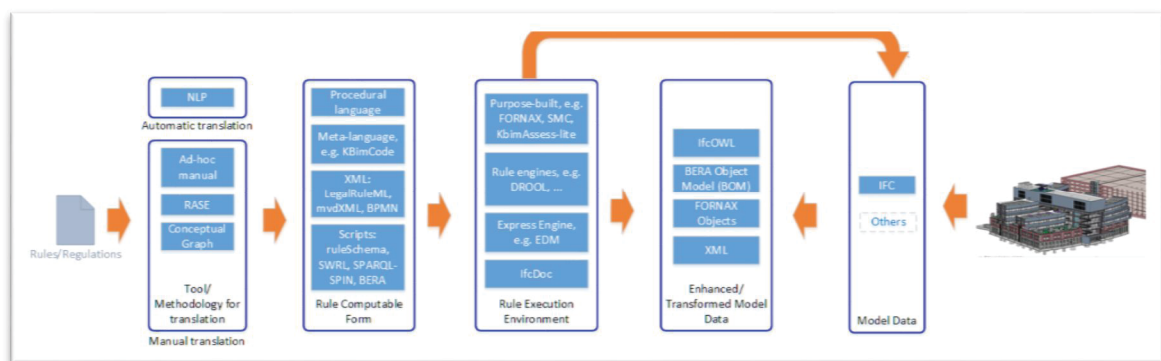 Rules/Regulations
NLP
Automatic translation
Ad-hoc
manual
RASE
Conceptual
Graph
Tool/
Methodology for
translation
Manual translation
Procedural
language
Meta-language,
e.g. KBimCode
XML:
LegalRuleML,
mvdXML, BPMN
Scripts:
ruleSchema,
SWRL, SPARQL-
SPIN, BERA
Rule Computable
Form
Purpose-built, e.g.
FORNAX, SMC,
KbimAssess-lite
Rule engines, e.g.
DROOL, ...
Express Engine,
e.g. EDM
IfcDoc
Rule Execution
Environment
IfcOWL
BERA Object
Model (BOM)
FORNAX
Objects
XML
Enhanced/
Transformed Model
Data
IFC
Others
Model Data